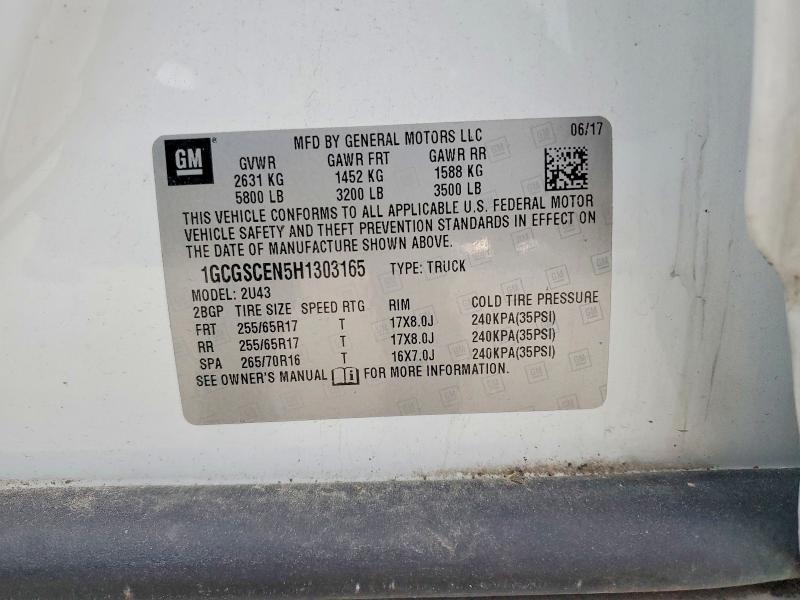 GM
MFD BY GENERAL MOTORS LLC 06/17
GVWR GAWR FRT GAWR RR
2631 KG 1452 KG 1588 KG
5800 LB 3200 LB 3500 LB
THIS VEHICLE CONFORMS TO ALL APPLICABLE U.S. FEDERAL MOTOR
VEHICLE SAFETY AND THEFT PREVENTION STANDARDS IN EFFECT ON
THE DATE OF MANUFACTURE SHOWN ABOVE.
1GCGSCEN5H1303165 TYPE: TRUCK
MODEL: 2U43
2BGP TIRE SIZE SPEED RTG RIM COLD TIRE PRESSURE
FRT 255/65R17 T 17X8.0J 240KPA(35PSI)
RR 255/65R17 T 17X8.0J 240KPA(35PSI)
SPA 265/70R16 T 16X7.0J 240KPA(35PSI)
SEE OWNER'S MANUAL FOR MORE INFORMATION.